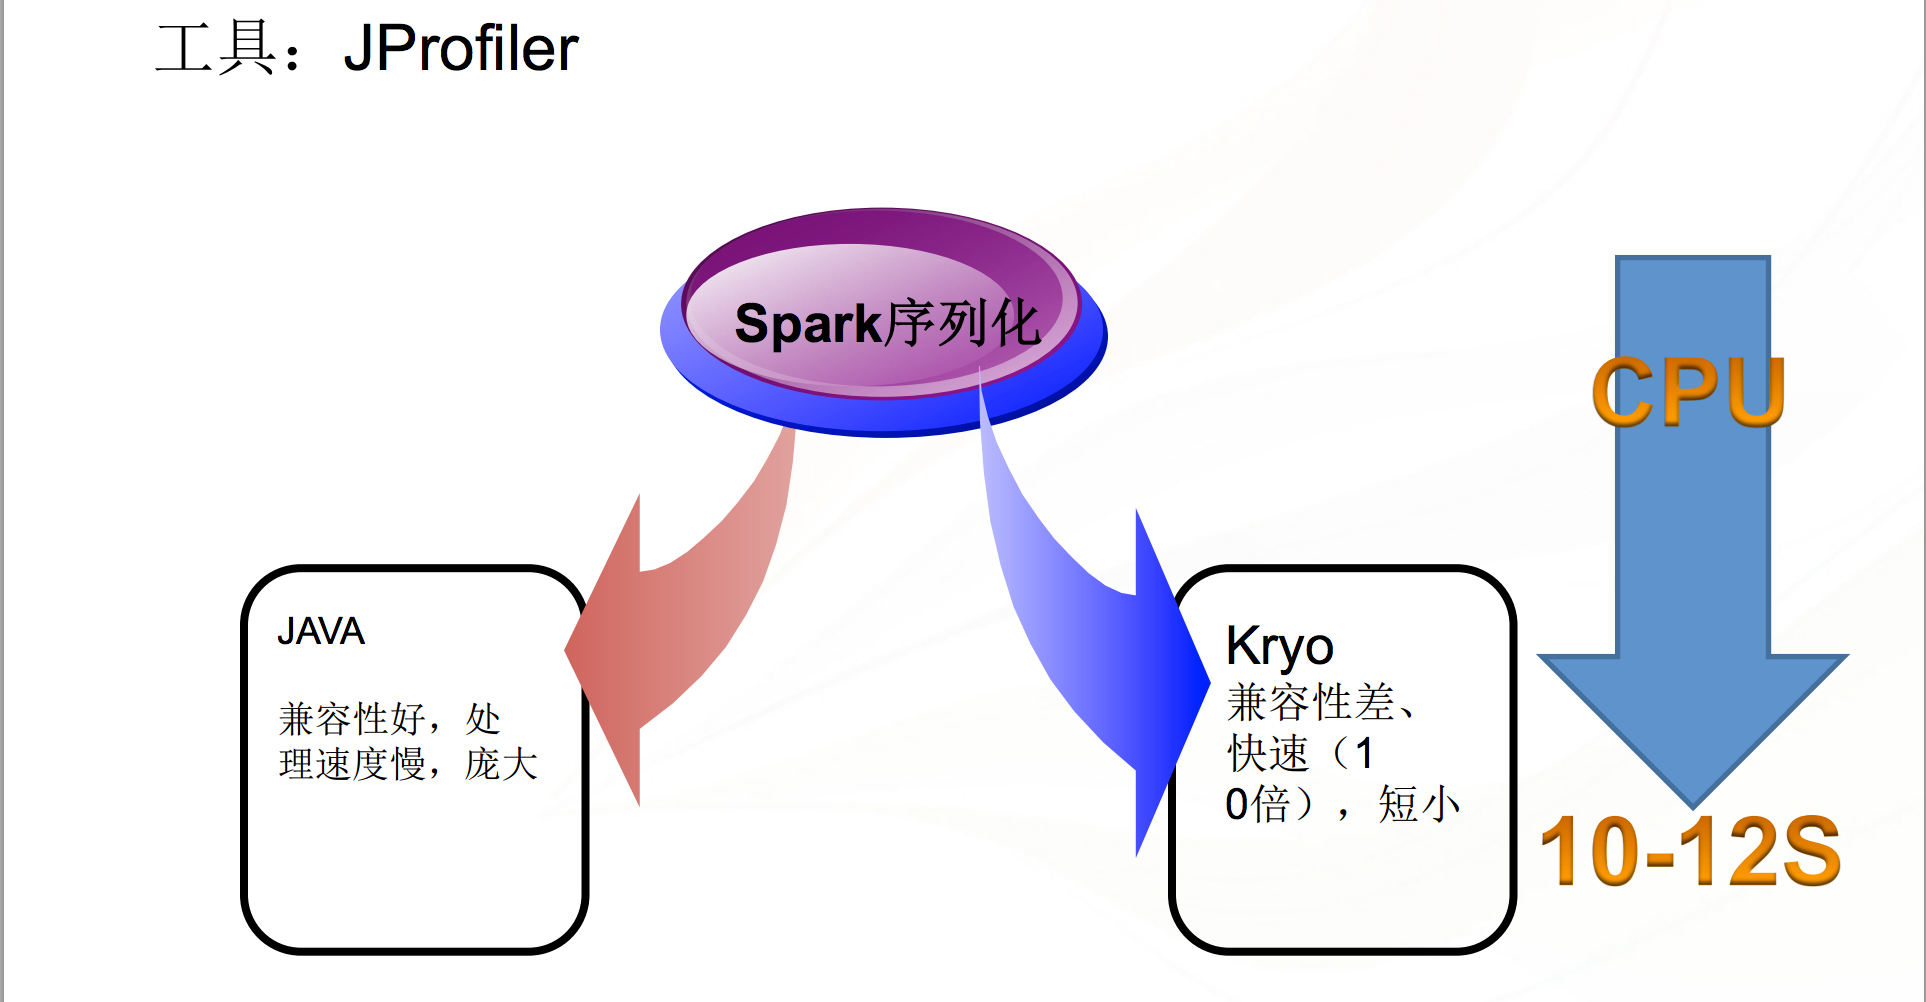 工具：JProfiler
Spark序列化
CPU
JAVA
兼容性好，处
理速度慢，庞大
Kryo
兼容性差、
快速（1
0倍），短小
10-12S